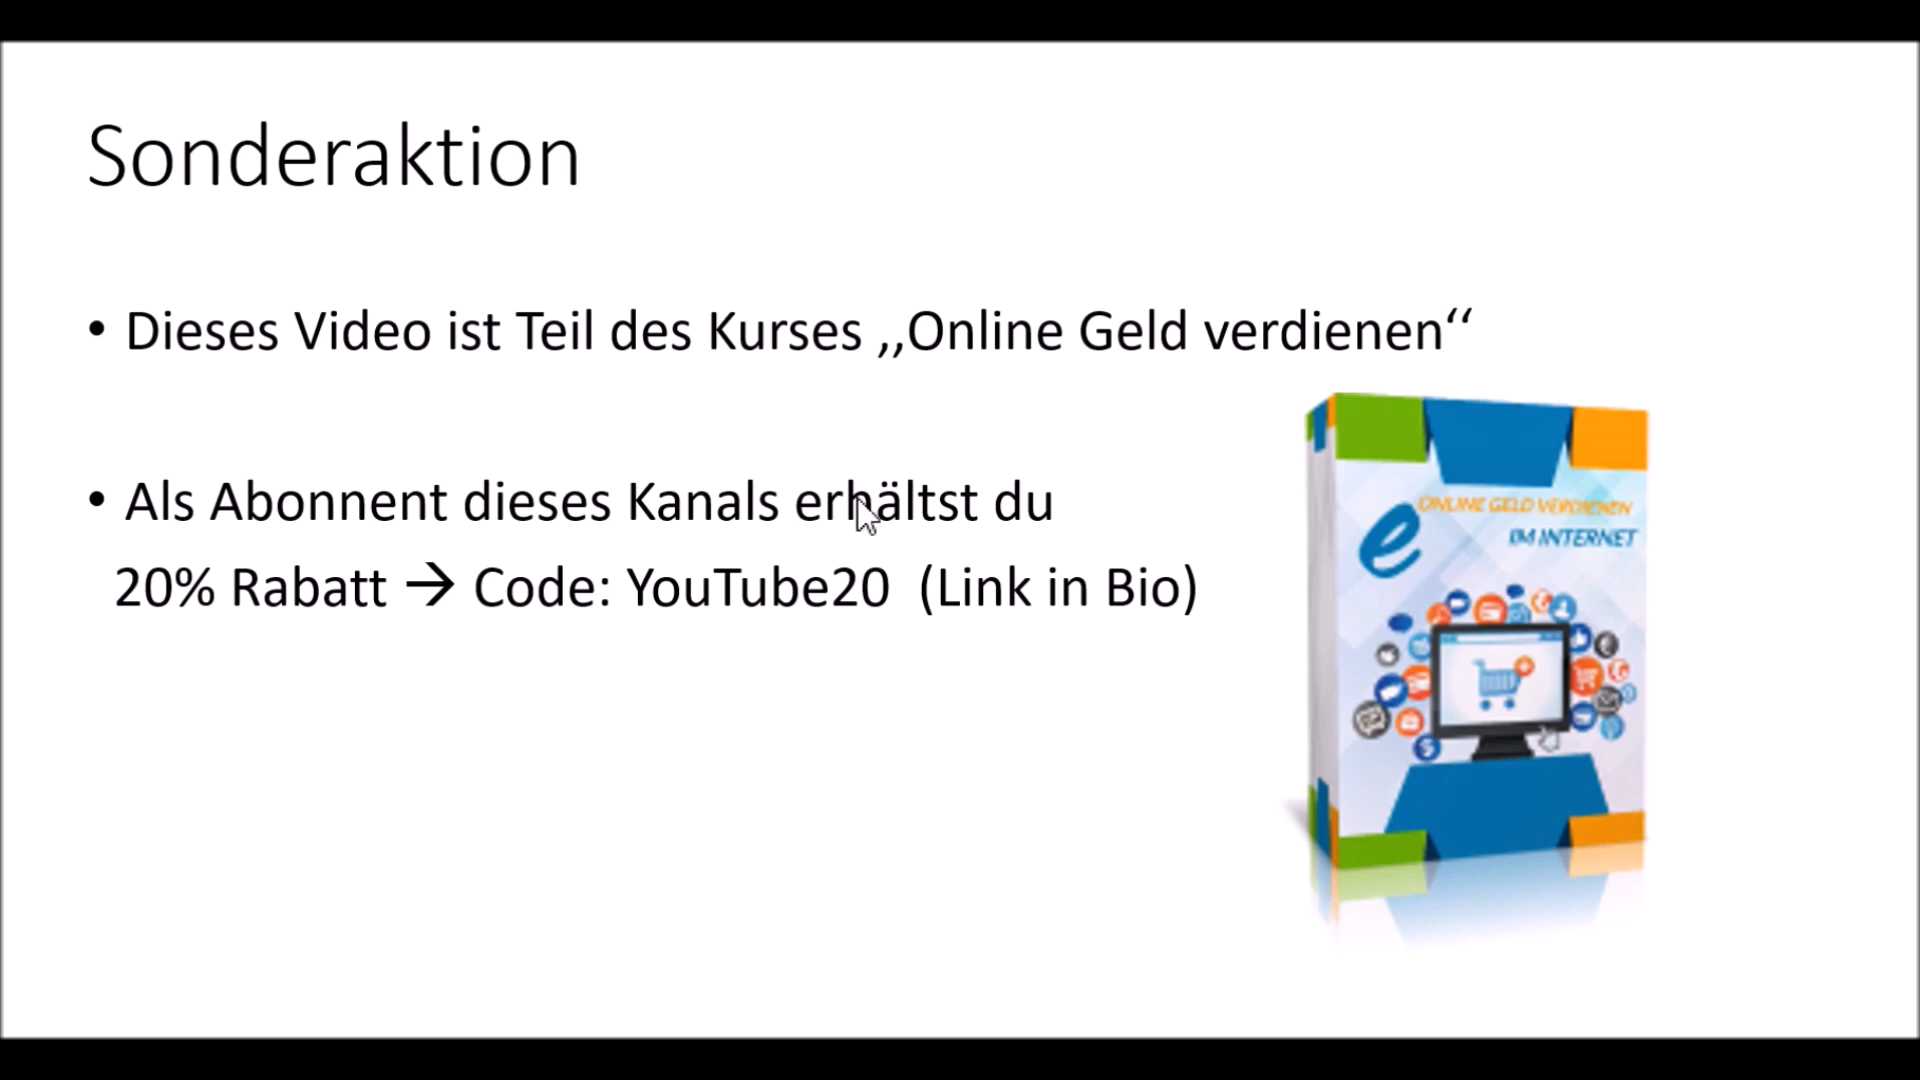 Sonderaktion
• Dieses Video ist Teil des Kurses ,,Online Geld verdienen‘‘
• Als Abonnent dieses Kanals erhältst du
20% Rabatt → Code: YouTube20 (Link in Bio)
e
ONLINE GELD VERDIENEN
IM INTERNET